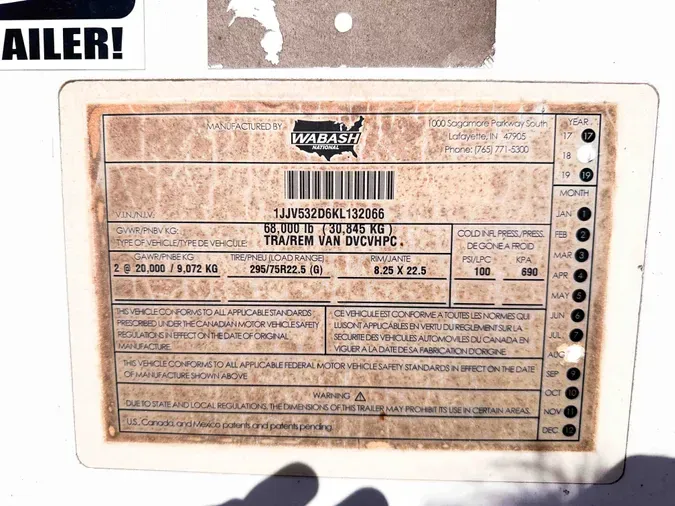 AILER!
MANUFACTURED BY
WABASH
NATIONAL
1000 Sagamore Parkway South
Lafayette, IN 47905
Phone: (765) 771-5300
YEAR
17 17
18
19 19
MONTH
JAN 1
FEB 2
MAR 3
APR 4
MAY 5
JUN 6
JUL 7
AUG
SEP 9
OCT 10
NOV 11
DEC 12
V.I.N./N.I.V. 1JJV532D6KL132066
GVWR/PNBV KG: 68,000 lb ( 30,845 KG )
TYPE OF VEHICLE/TYPE DE VEHICULE: TRA/REM VAN DVCVHPC
COLD INFL. PRESS./PRESS.
DE GONF. A FROID
GAWR/PNBE KG TIRE/PNEU (LOAD RANGE) RIM/JANTE PSI/LPC KPA
2 @ 20,000 / 9,072 KG 295/75R22.5 (G) 8.25 X 22.5 100 690
THIS VEHICLE CONFORMS TO ALL APPLICABLE STANDARDS
PRESCRIBED UNDER THE CANADIAN MOTOR VEHICLE SAFETY
REGULATIONS IN EFFECT ON THE DATE OF ORIGINAL
MANUFACTURE.
CE VEHICULE EST CONFORME A TOUTES LES NORMES QUI
LUI SONT APPLICABLES EN VERTU DU REGLEMENT SUR LA
SECURITE DES VEHICULES AUTOMOBILES DU CANADA EN
VIGUER A LA DATE DE SA FABRICATION D'ORIGINE.
THIS VEHICLE CONFORMS TO ALL APPLICABLE FEDERAL MOTOR VEHICLE SAFETY STANDARDS IN EFFECT ON THE DATE
OF MANUFACTURE SHOWN ABOVE.
WARNING
DUE TO STATE AND LOCAL REGULATIONS, THE DIMENSIONS OF THIS TRAILER MAY PROHIBIT ITS USE IN CERTAIN AREAS.
U.S., Canada, and Mexico patents and patents pending.